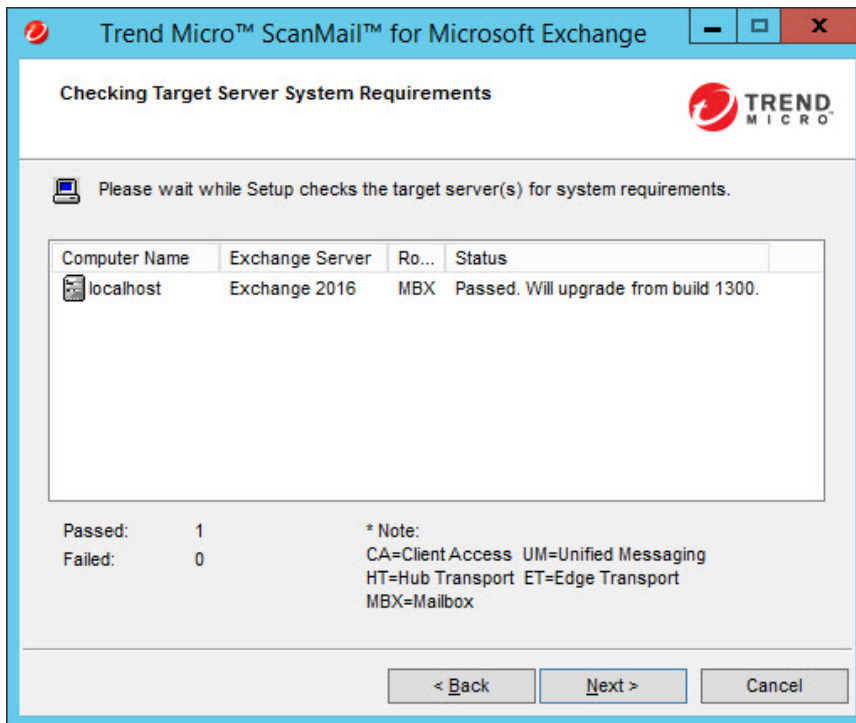 Trend Micro™ ScanMail™ for Microsoft Exchange
Checking Target Server System Requirements
TREND
MICRO™
Please wait while Setup checks the target server(s) for system requirements.
Computer Name Exchange Server Ro... Status
localhost Exchange 2016 MBX Passed. Will upgrade from build 1300.
Passed: 1
Failed: 0
* Note:
CA=Client Access UM=Unified Messaging
HT=Hub Transport ET=Edge Transport
MBX=Mailbox
< Back Next > Cancel